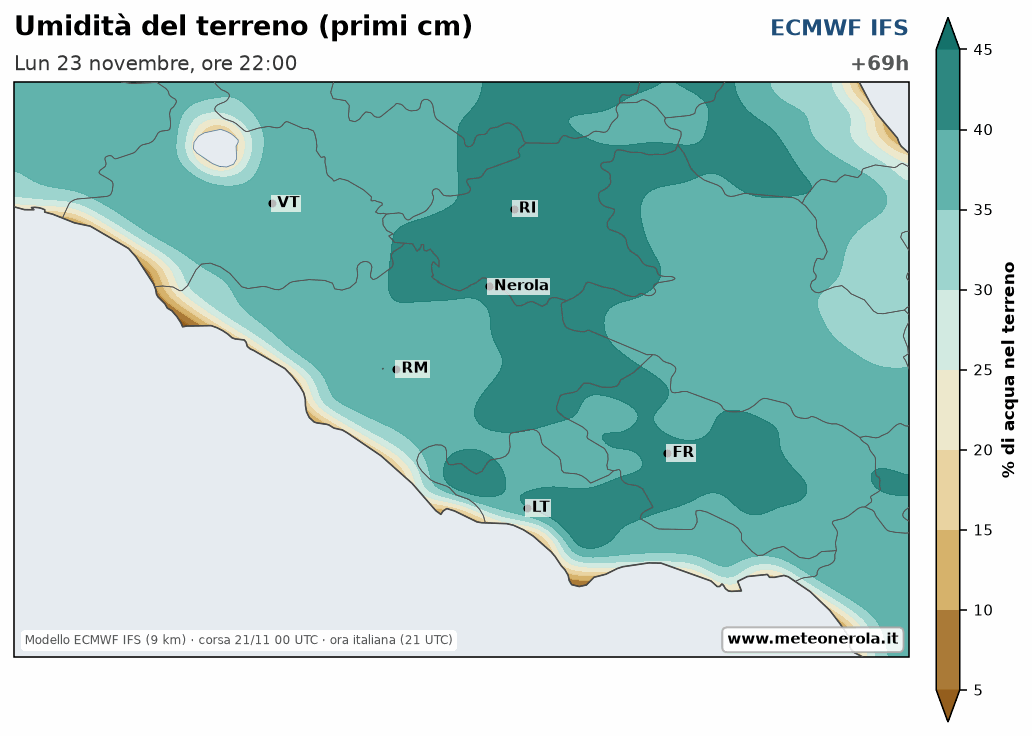 Umidità del terreno (primi cm)
ECMWF IFS
Lun 23 novembre, ore 22:00
+69h
45
40
35
30
25
20
15
10
5
% di acqua nel terreno
VT
RI
Nerola
RM
FR
LT
Modello ECMWF IFS (9 km) · corsa 21/11 00 UTC · ora italiana (21 UTC)
www.meteonerola.it